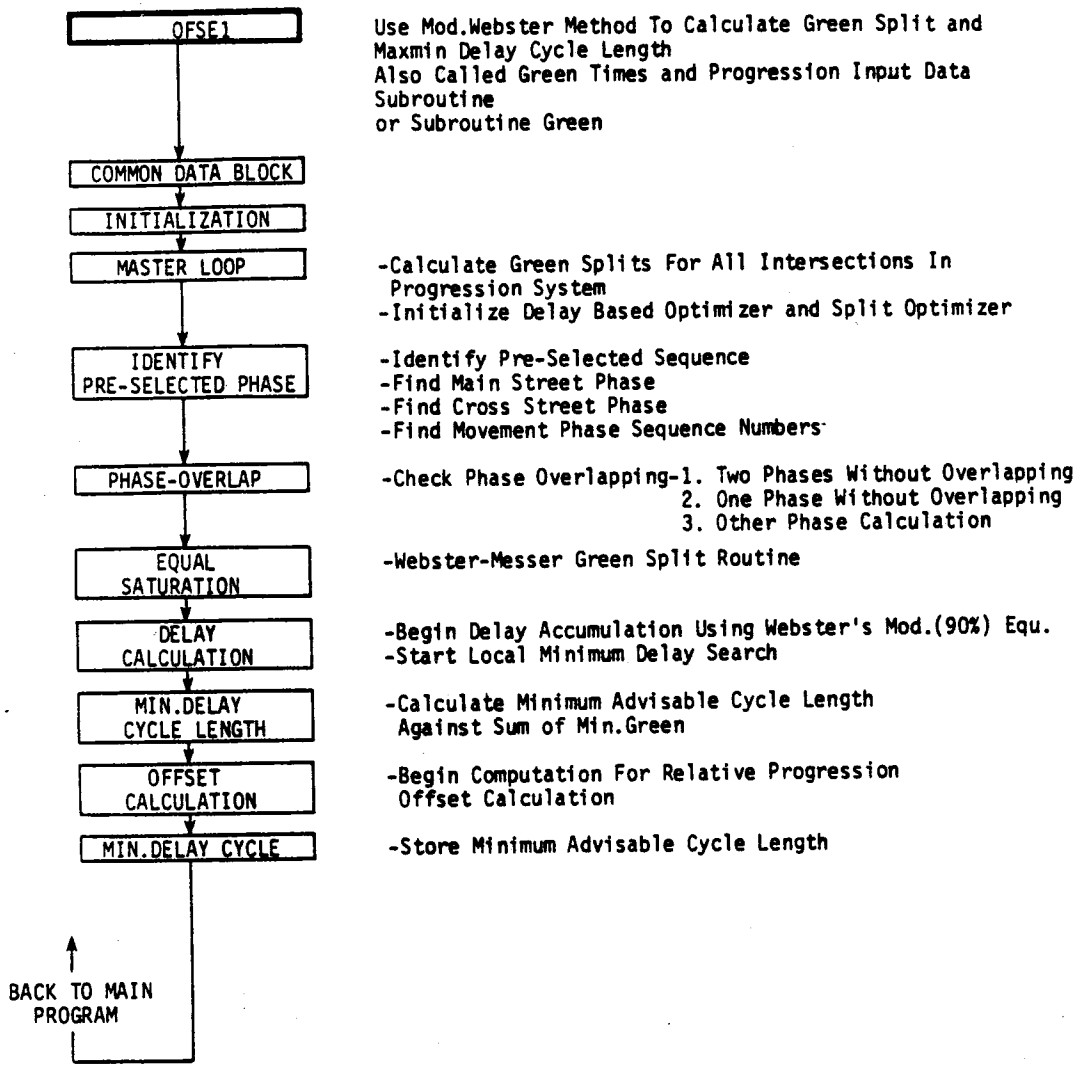 OFSE1
Use Mod.Webster Method To Calculate Green Split and
Maxmin Delay Cycle Length
Also Called Green Times and Progression Input Data
Subroutine
or Subroutine Green
COMMON DATA BLOCK
INITIALIZATION
MASTER LOOP
-Calculate Green Splits For All Intersections In
Progression System
-Initialize Delay Based Optimizer and Split Optimizer
IDENTIFY
PRE-SELECTED PHASE
-Identify Pre-Selected Sequence
-Find Main Street Phase
-Find Cross Street Phase
-Find Movement Phase Sequence Numbers
PHASE-OVERLAP
-Check Phase Overlapping-1. Two Phases Without Overlapping
2. One Phase Without Overlapping
3. Other Phase Calculation
EQUAL
SATURATION
-Webster-Messer Green Split Routine
DELAY
CALCULATION
-Begin Delay Accumulation Using Webster's Mod.(90%) Equ.
-Start Local Minimum Delay Search
MIN.DELAY
CYCLE LENGTH
-Calculate Minimum Advisable Cycle Length
Against Sum of Min.Green
OFFSET
CALCULATION
-Begin Computation For Relative Progression
Offset Calculation
MIN.DELAY CYCLE
-Store Minimum Advisable Cycle Length
BACK TO MAIN
PROGRAM